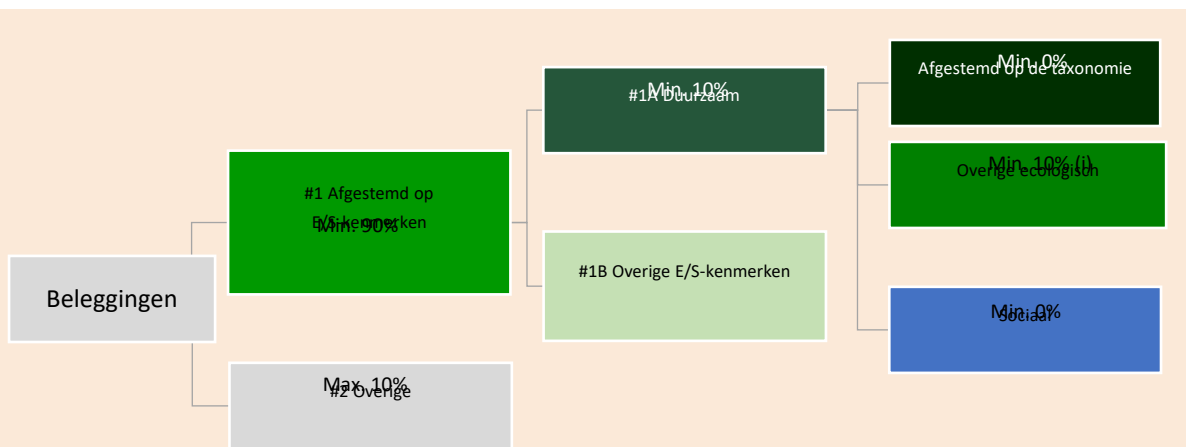 Beleggingen
#1 Afgestemd op
E/S-kenmerken
Min. 90%
Max. 10%
#2 Overige
Min. 10%
#1A Duurzaam
#1B Overige E/S-kenmerken
Min. 0%
Afgestemd op de taxonomie
Min. 10% (i)
Overige ecologisch
Min. 0%
Sociaal